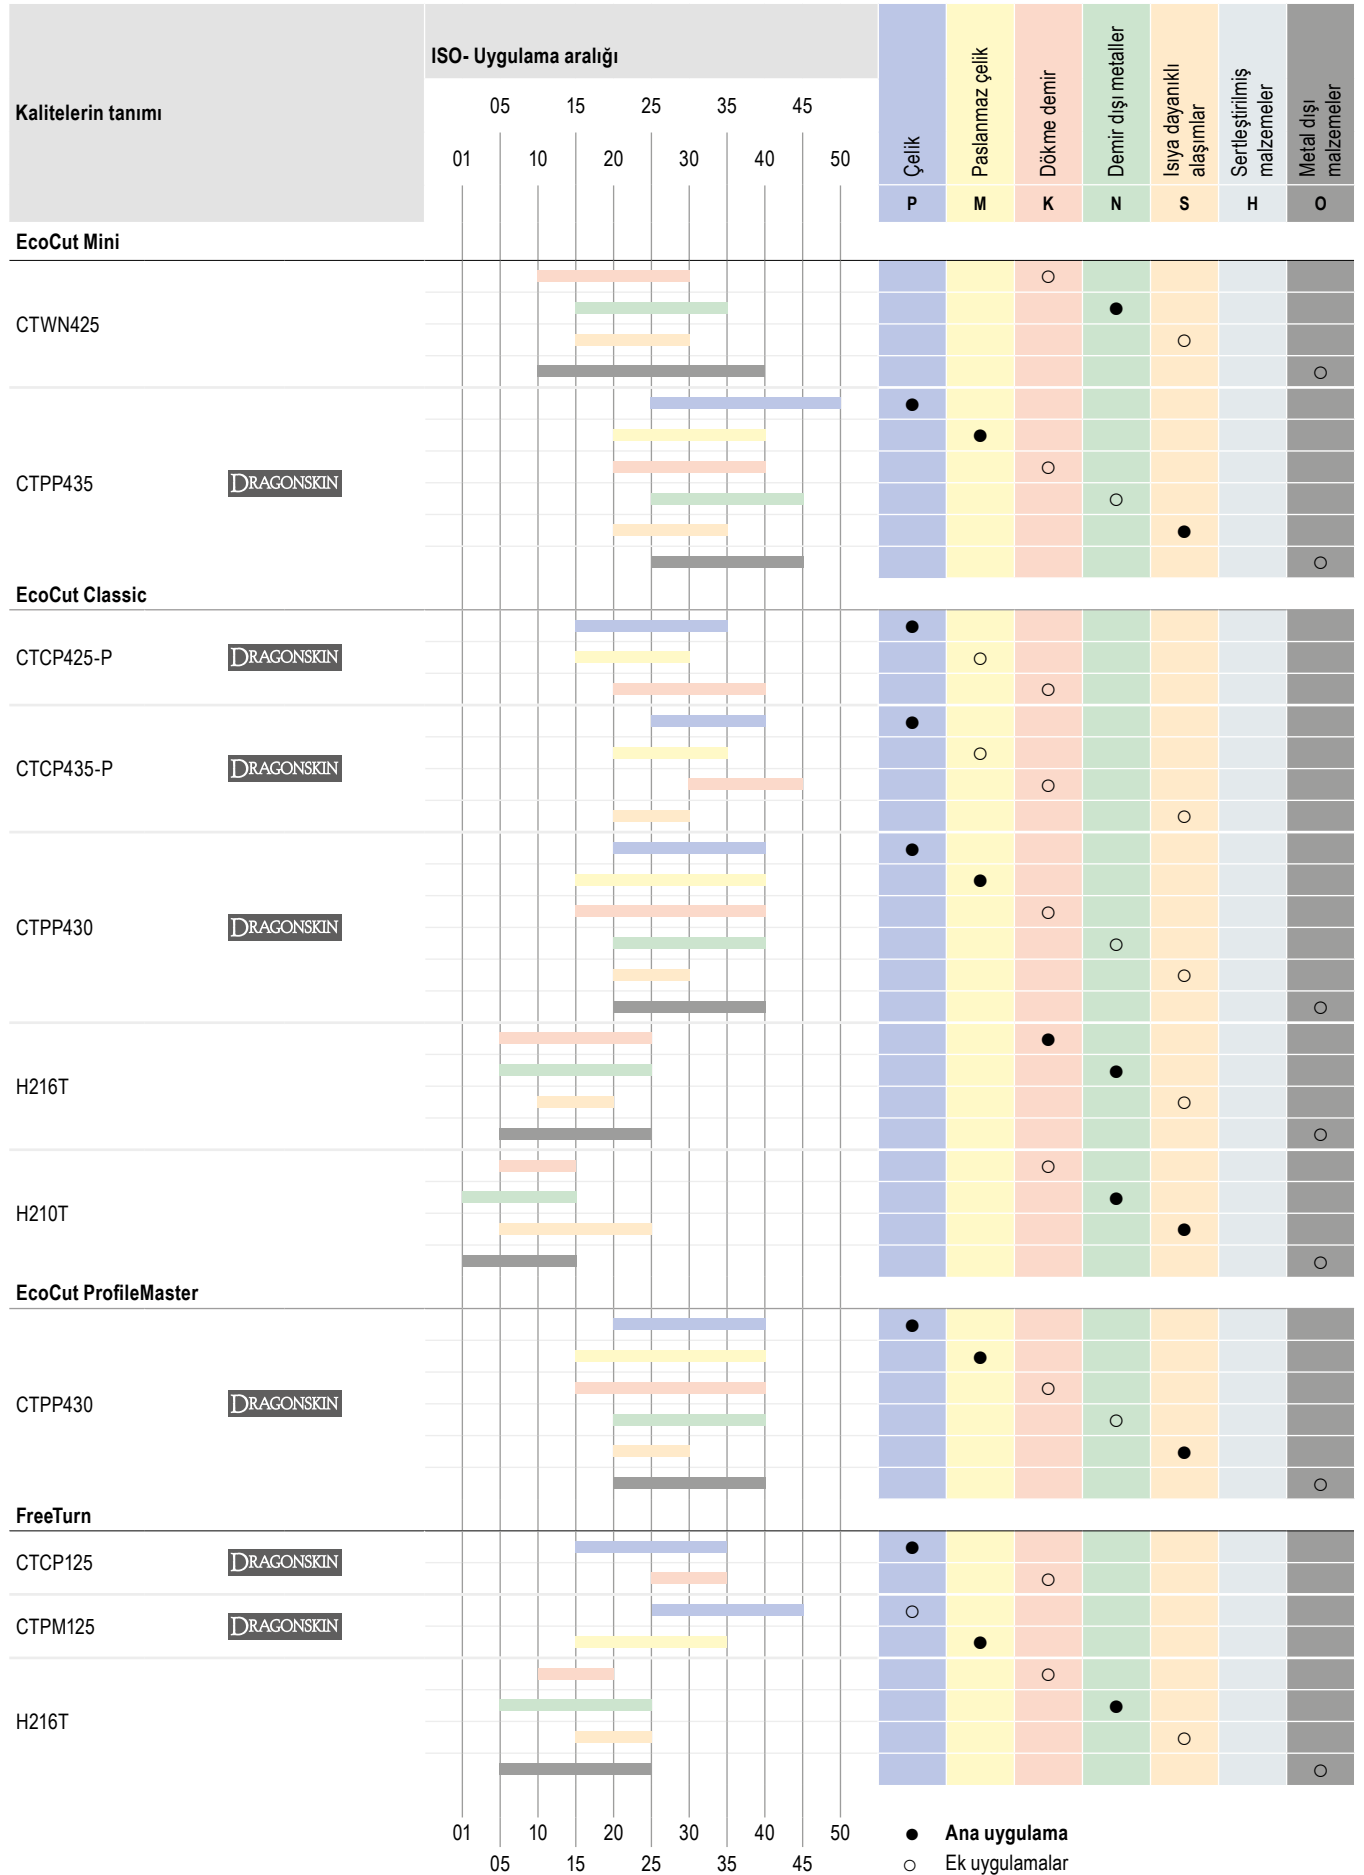 ISO- Uygulama aralığı
Kalitelerin tanımı
05 15 25 35 45
01 10 20 30 40 50
Çelik
Paslanmaz çelik
Dökme demir
Demir dışı metaller
Isıya dayanıklı
alaşımlar
Sertleştirilmiş
malzemeler
Metal dışı
malzemeler
P M K N S H O
EcoCut Mini
CTWN425
CTPP435 DRAGONSKIN
EcoCut Classic
CTCP425-P DRAGONSKIN
CTCP435-P DRAGONSKIN
CTPP430 DRAGONSKIN
H216T
H210T
EcoCut ProfileMaster
CTPP430 DRAGONSKIN
FreeTurn
CTCP125 DRAGONSKIN
CTPM125 DRAGONSKIN
H216T
01 10 20 30 40 50
05 15 25 35 45
● Ana uygulama
○ Ek uygulamalar